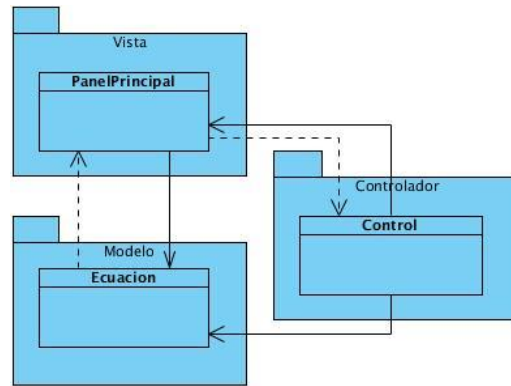 Vista
PanelPrincipal
Controlador
Control
Modelo
Ecuacion